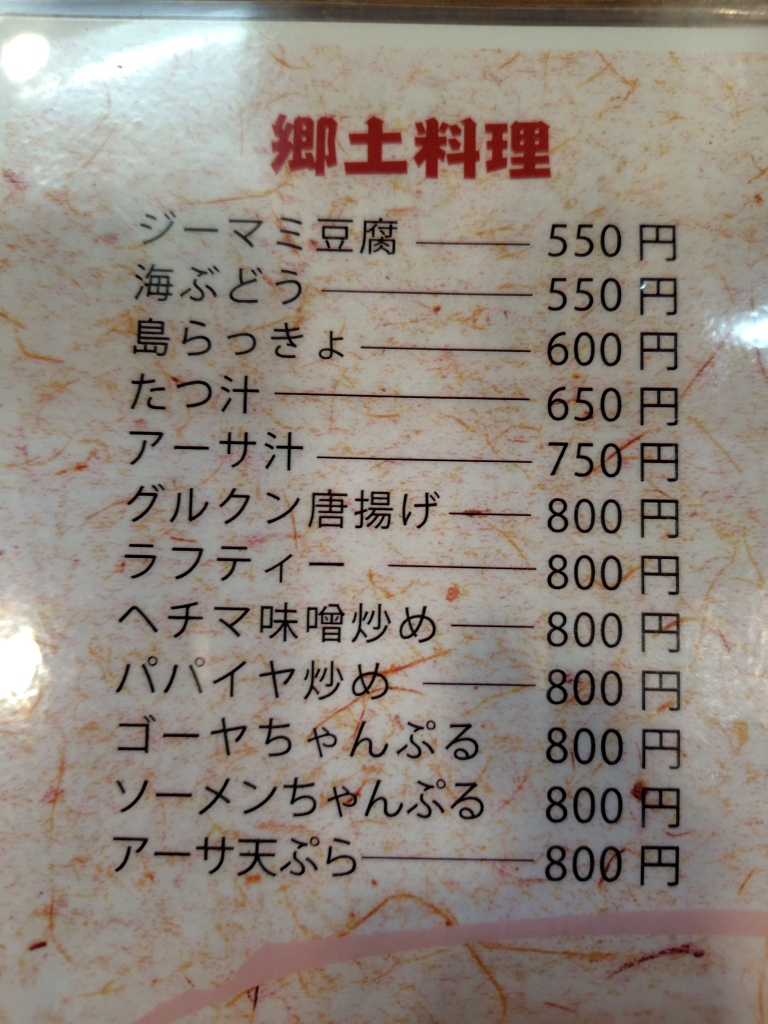 郷土料理
ジーマミ豆腐 550円
海ぶどう 550円
島らっきょ 600円
たつ汁 650円
アーサ汁 750円
グルクン唐揚げ 800円
ラフティー 800円
ヘチマ味噌炒め 800円
パパイヤ炒め 800円
ゴーヤちゃんぷる 800円
ソーメンちゃんぷる 800円
アーサ天ぷら 800円